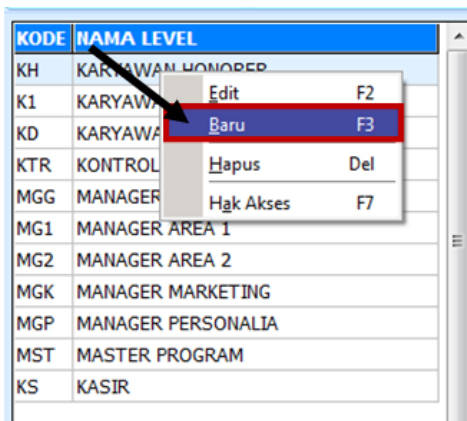 KODE NAMA LEVEL
KH KARYAWAN HONORER
K1 KARYAWA
Edit F2
KD KARYAWA
Baru F3
KTR KONTROL
Hapus Del
MGG MANAGER
Hak Akses F7
MG1 MANAGER AREA 1
MG2 MANAGER AREA 2
MGK MANAGER MARKETING
MGP MANAGER PERSONALIA
MST MASTER PROGRAM
KS KASIR